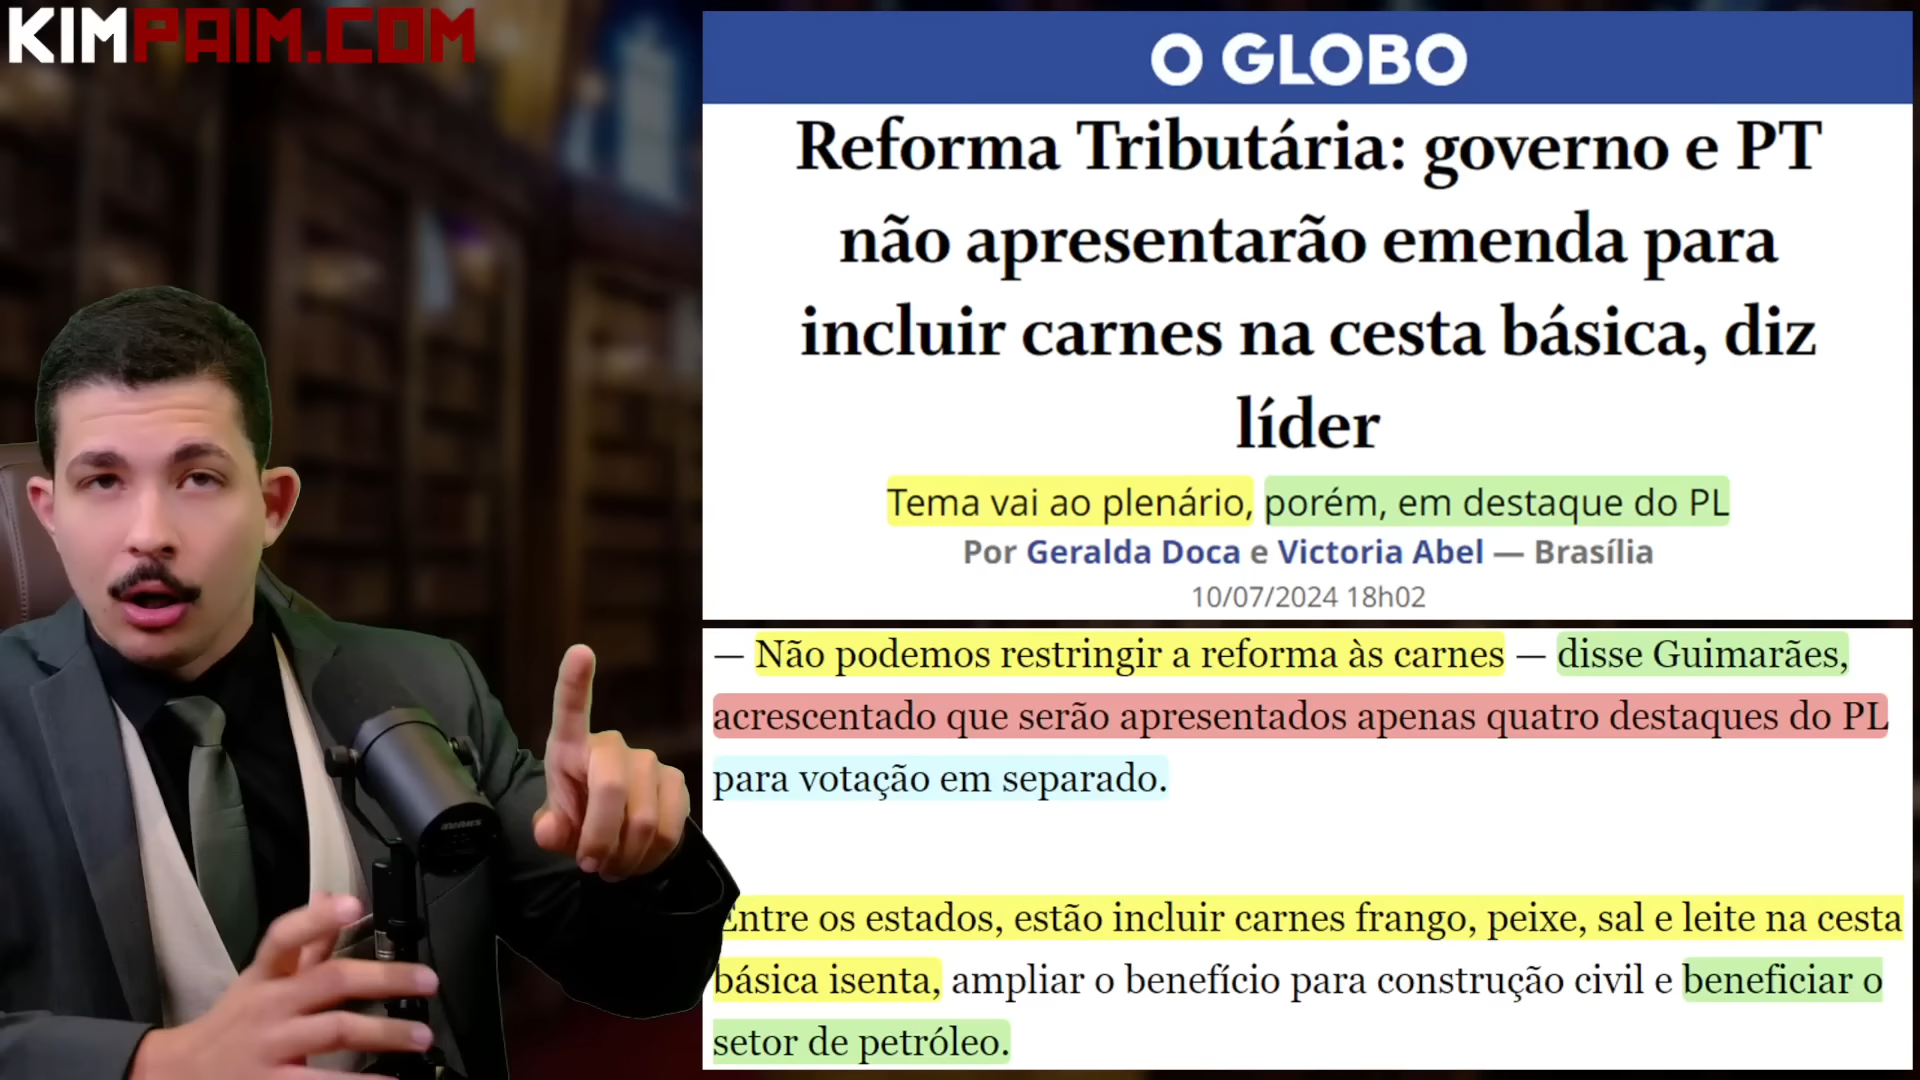 KIMPAIM.COM
O GLOBO
Reforma Tributária: governo e PT
não apresentarão emenda para
incluir carnes na cesta básica, diz
líder
Tema vai ao plenário, porém, em destaque do PL
Por Geralda Doca e Victoria Abel — Brasília
10/07/2024 18h02
— Não podemos restringir a reforma às carnes — disse Guimarães,
acrescentado que serão apresentados apenas quatro destaques do PL
para votação em separado.
Entre os estados, estão incluir carnes frango, peixe, sal e leite na cesta
básica isenta, ampliar o benefício para construção civil e beneficiar o
setor de petróleo.